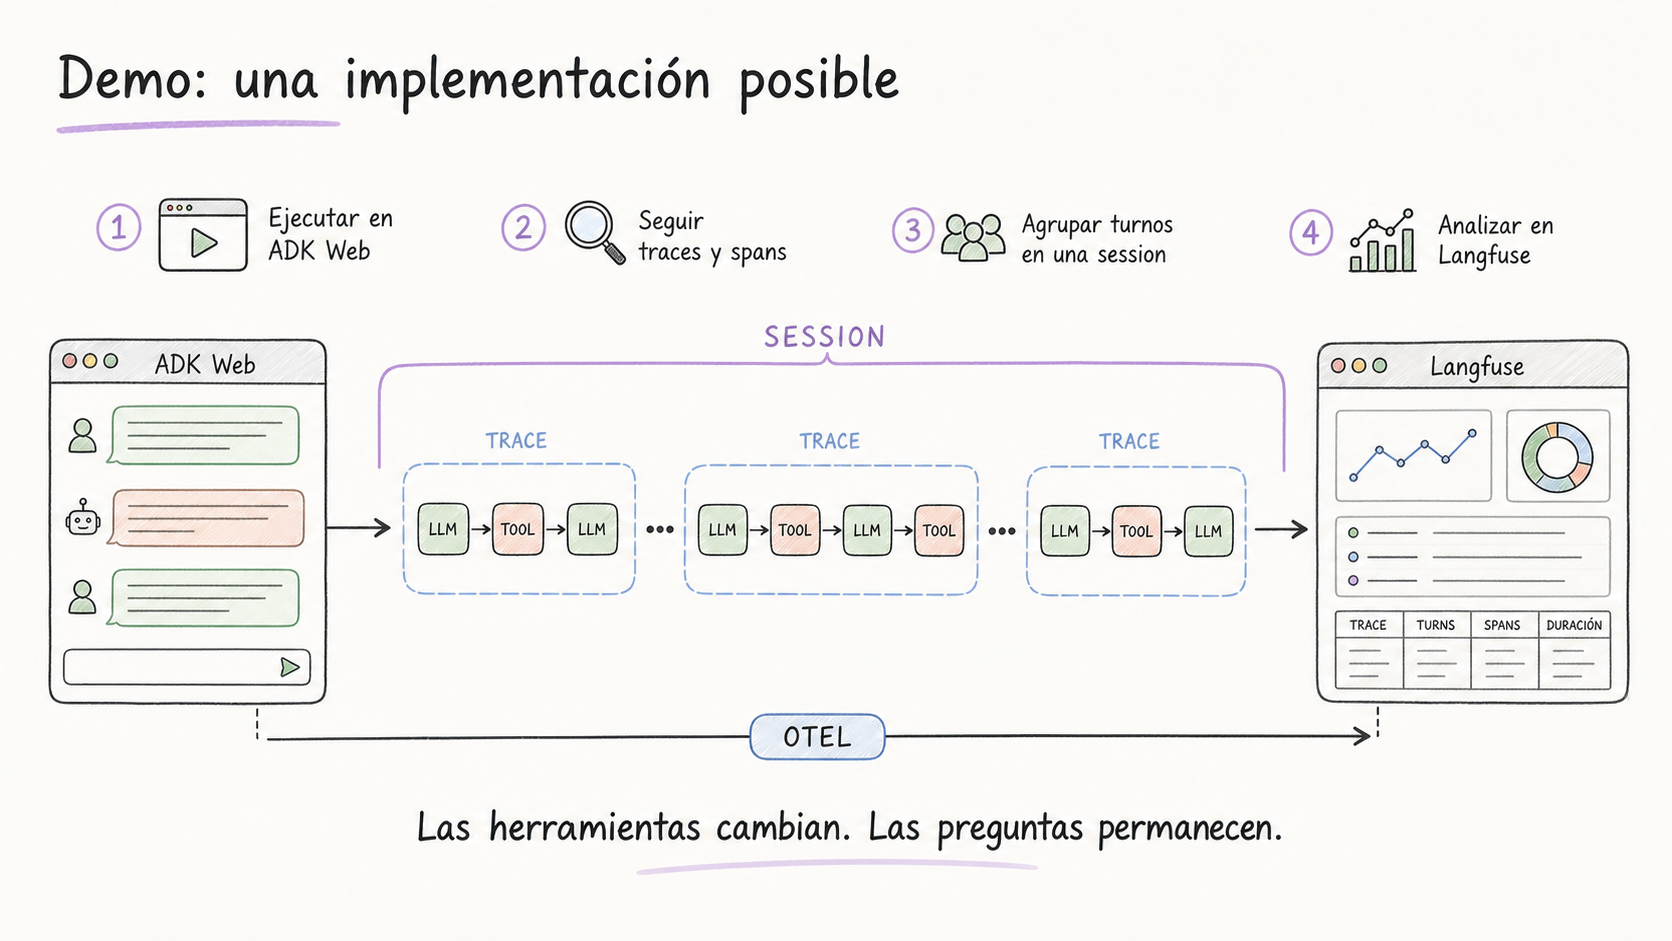 Demo: una implementación posible
1
Ejecutar en
ADK Web
2
Seguir
traces y spans
3
Agrupar turnos
en una session
4
Analizar en
Langfuse
SESSION
ADK Web
TRACE
LLM
TOOL
LLM
TRACE
LLM
TOOL
LLM
TOOL
TRACE
LLM
TOOL
LLM
Langfuse
TRACE
TURNS
SPANS
DURACIÓN
OTEL
Las herramientas cambian. Las preguntas permanecen.